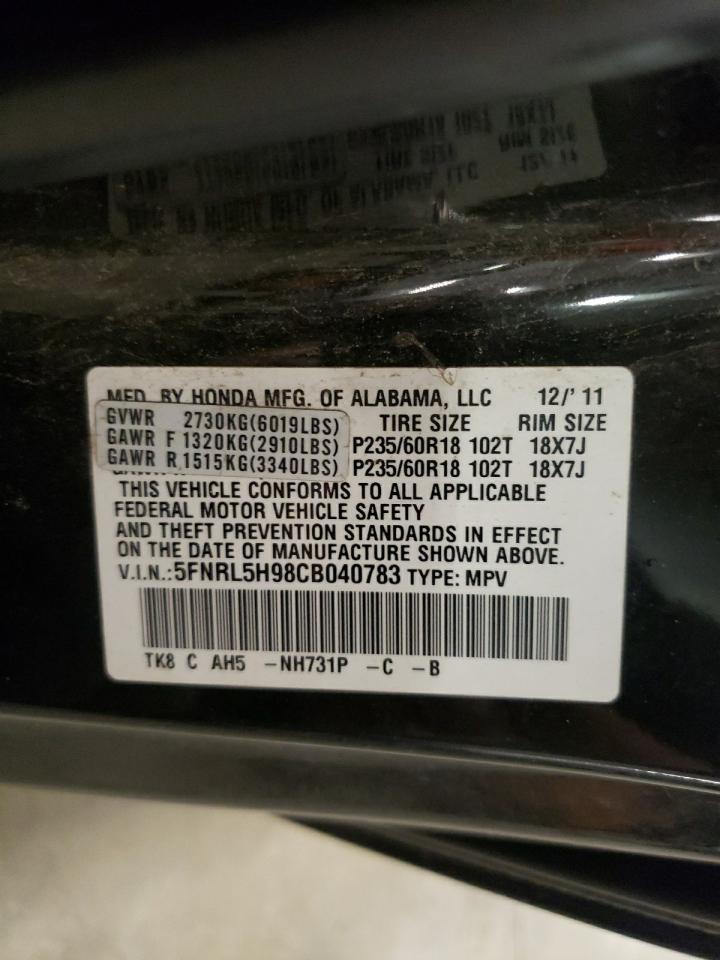 MFD. BY HONDA MFG. OF ALABAMA, LLC 12/' 11
GVWR 2730KG(6019LBS) TIRE SIZE RIM SIZE
GAWR F 1320KG(2910LBS) P235/60R18 102T 18X7J
GAWR R 1515KG(3340LBS) P235/60R18 102T 18X7J
THIS VEHICLE CONFORMS TO ALL APPLICABLE
FEDERAL MOTOR VEHICLE SAFETY
AND THEFT PREVENTION STANDARDS IN EFFECT
ON THE DATE OF MANUFACTURE SHOWN ABOVE.
V.I.N.:5FNRL5H98CB040783 TYPE: MPV
TK8 C AH5 -NH731P -C -B